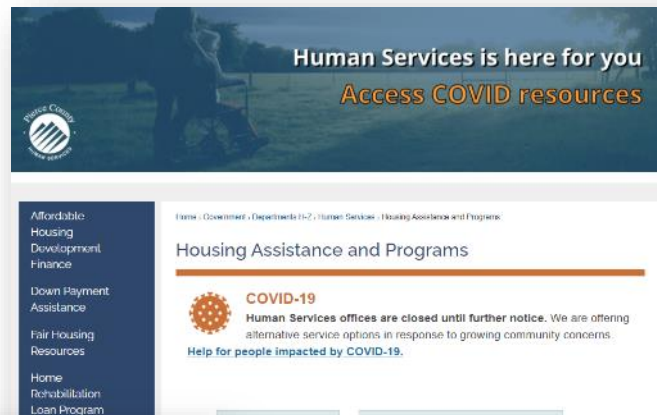 Human Services is here for you
Access COVID resources
Pierce County
HUMAN SERVICES
Affordable
Housing
Development
Finance
Down Payment
Assistance
Fair Housing
Resources
Home
Rehabilitation
Loan Program
Home › Government › Departments H-Z › Human Services › Housing Assistance and Programs
Housing Assistance and Programs
COVID-19
Human Services offices are closed until further notice. We are offering
alternative service options in response to growing community concerns.
Help for people impacted by COVID-19.